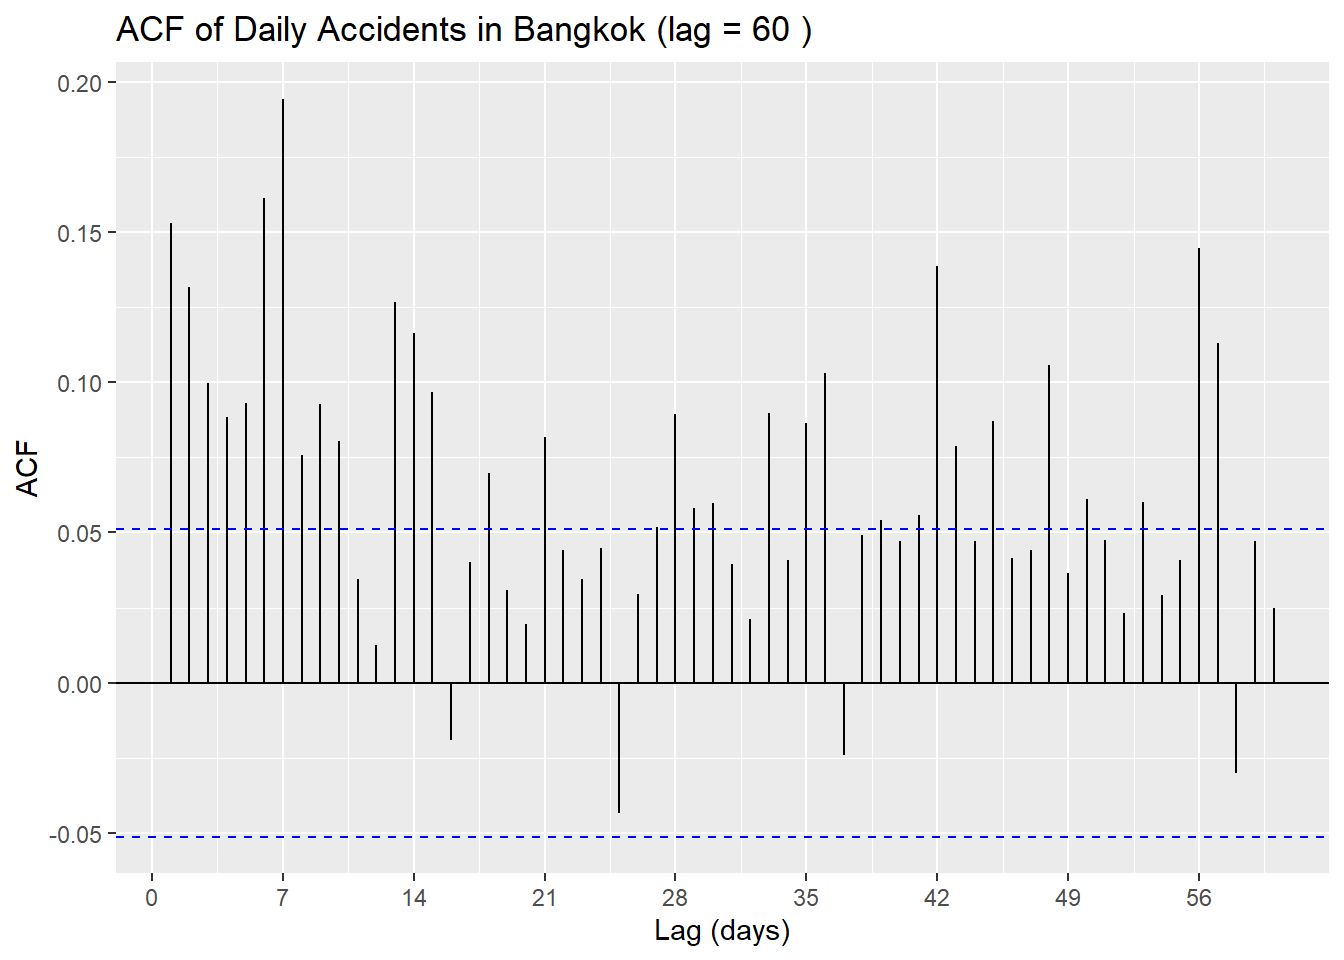 ACF of Daily Accidents in Bangkok (lag = 60 )
0.20
0.15
0.10
0.05
0.00
-0.05
ACF
0 7 14 21 28 35 42 49 56
Lag (days)